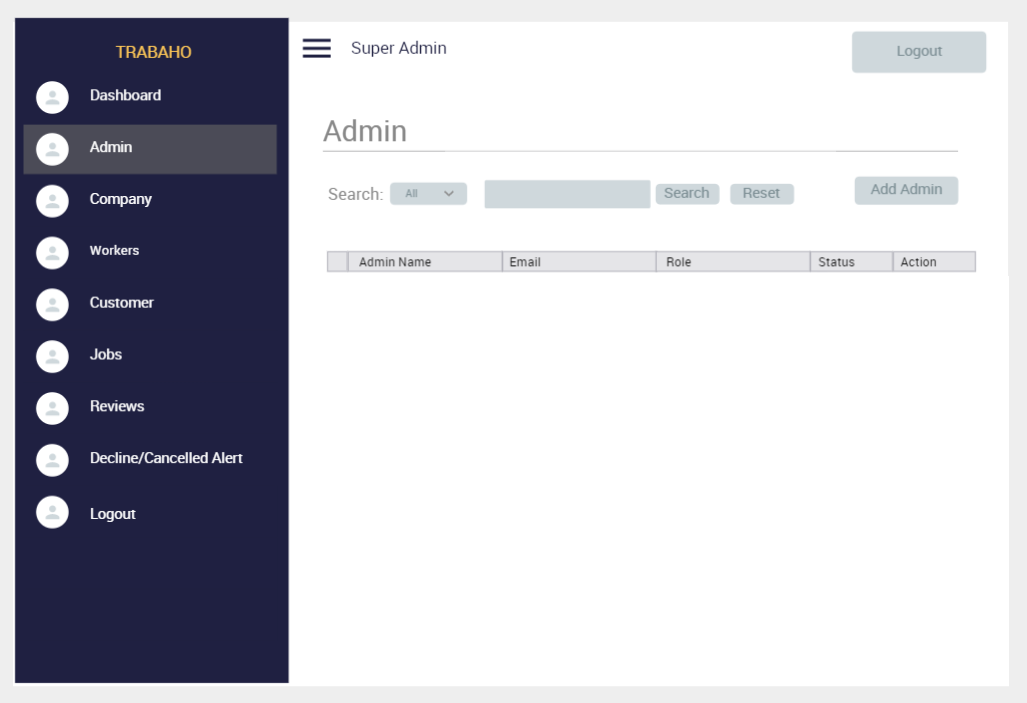 TRABAHO
Dashboard
Admin
Company
Workers
Customer
Jobs
Reviews
Decline/Cancelled Alert
Logout
Super Admin
Logout
Admin
Search: All Search Reset Add Admin
Admin Name Email Role Status Action